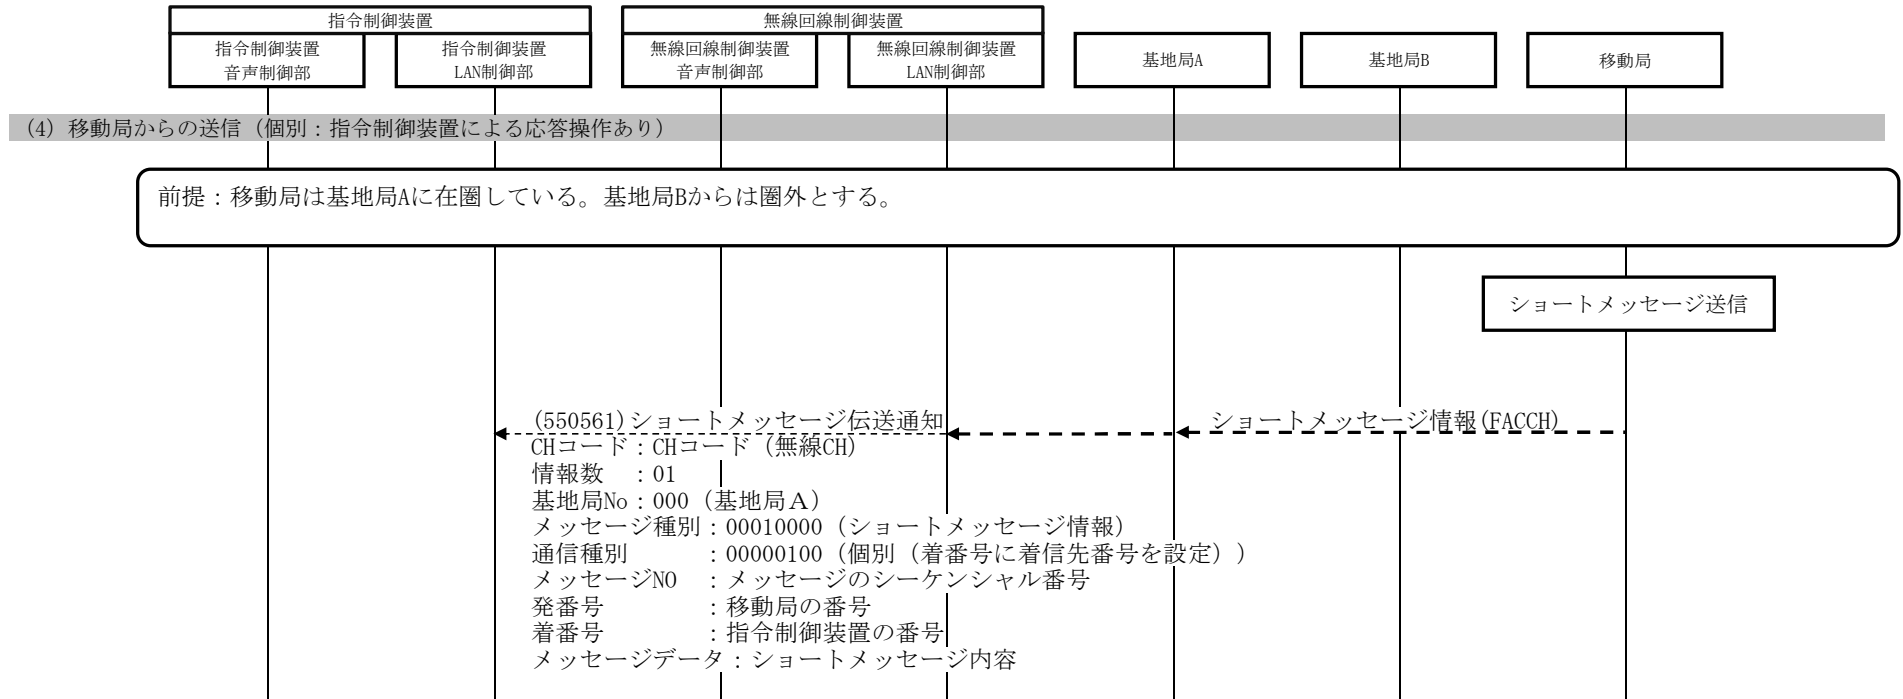 指令制御装置
無線回線制御装置
指令制御装置
音声制御部
指令制御装置
LAN制御部
無線回線制御装置
音声制御部
無線回線制御装置
LAN制御部
基地局A
基地局B
移動局
(4) 移動局からの送信（個別：指令制御装置による応答操作あり）
前提：移動局は基地局Aに在圏している。基地局Bからは圏外とする。
ショートメッセージ送信
(550561)ショートメッセージ伝送通知
ショートメッセージ情報(FACCH)
CHコード：CHコード（無線CH）
情報数　：01
基地局No：000（基地局Ａ）
メッセージ種別：00010000（ショートメッセージ情報）
通信種別　　　：00000100（個別（着番号に着信先番号を設定））
メッセージNO　：メッセージのシーケンシャル番号
発番号　　　　：移動局の番号
着番号　　　　：指令制御装置の番号
メッセージデータ：ショートメッセージ内容